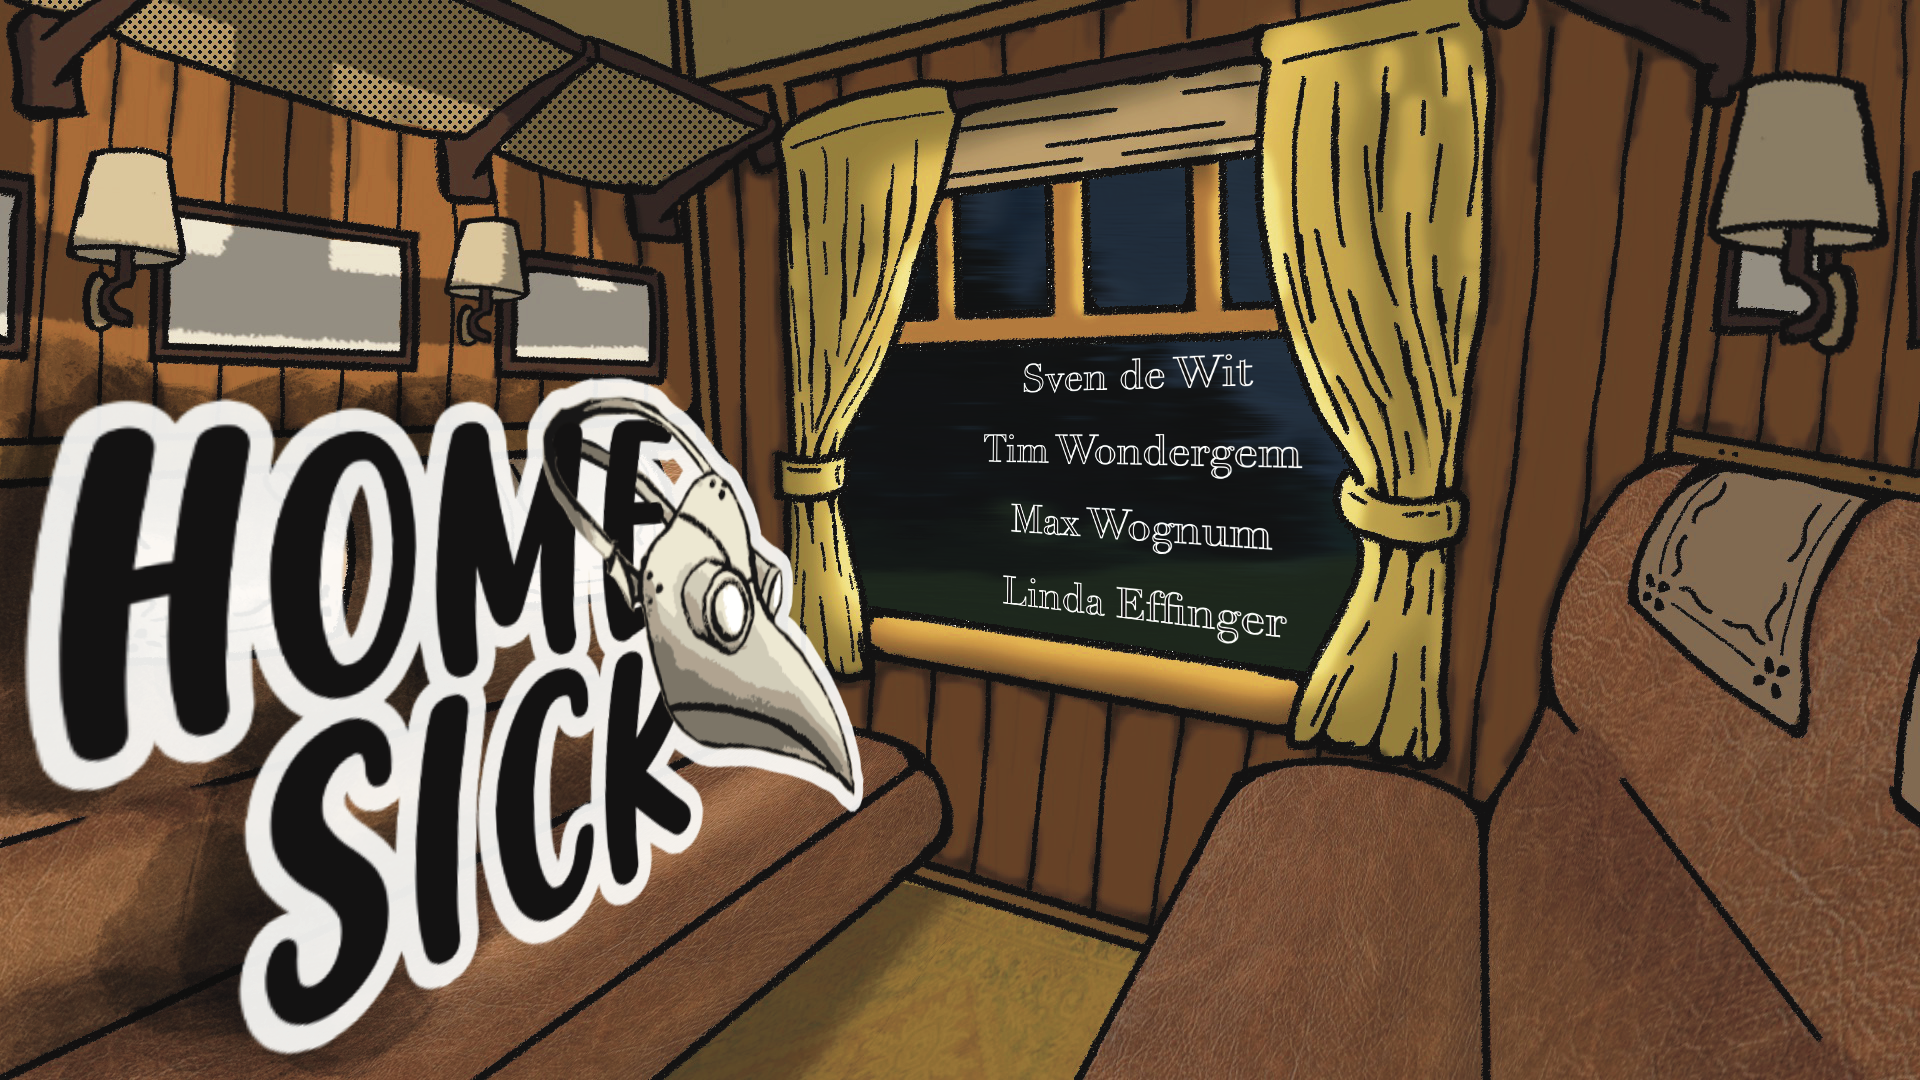 HOME
SICK
Sven de Wit
Tim Wondergem
Max Wognum
Linda Effinger